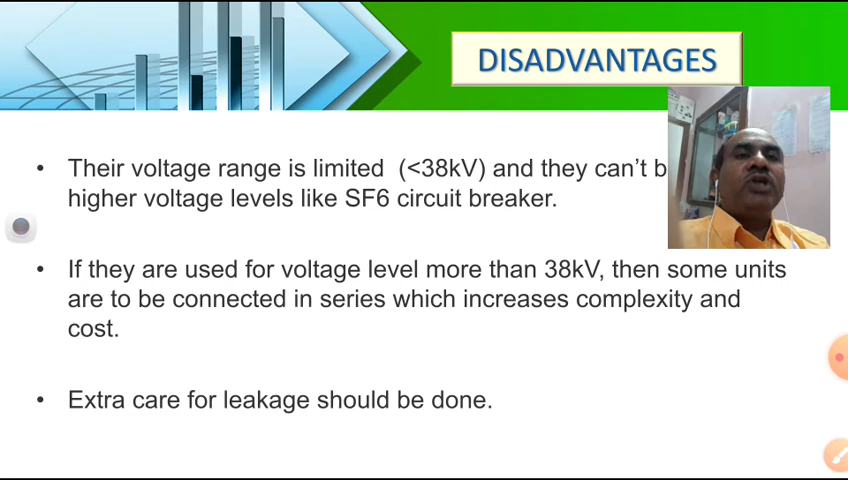 DISADVANTAGES
• Their voltage range is limited (<38kV) and they can’t
higher voltage levels like SF6 circuit breaker.
• If they are used for voltage level more than 38kV, then some units
are to be connected in series which increases complexity and
cost.
• Extra care for leakage should be done.